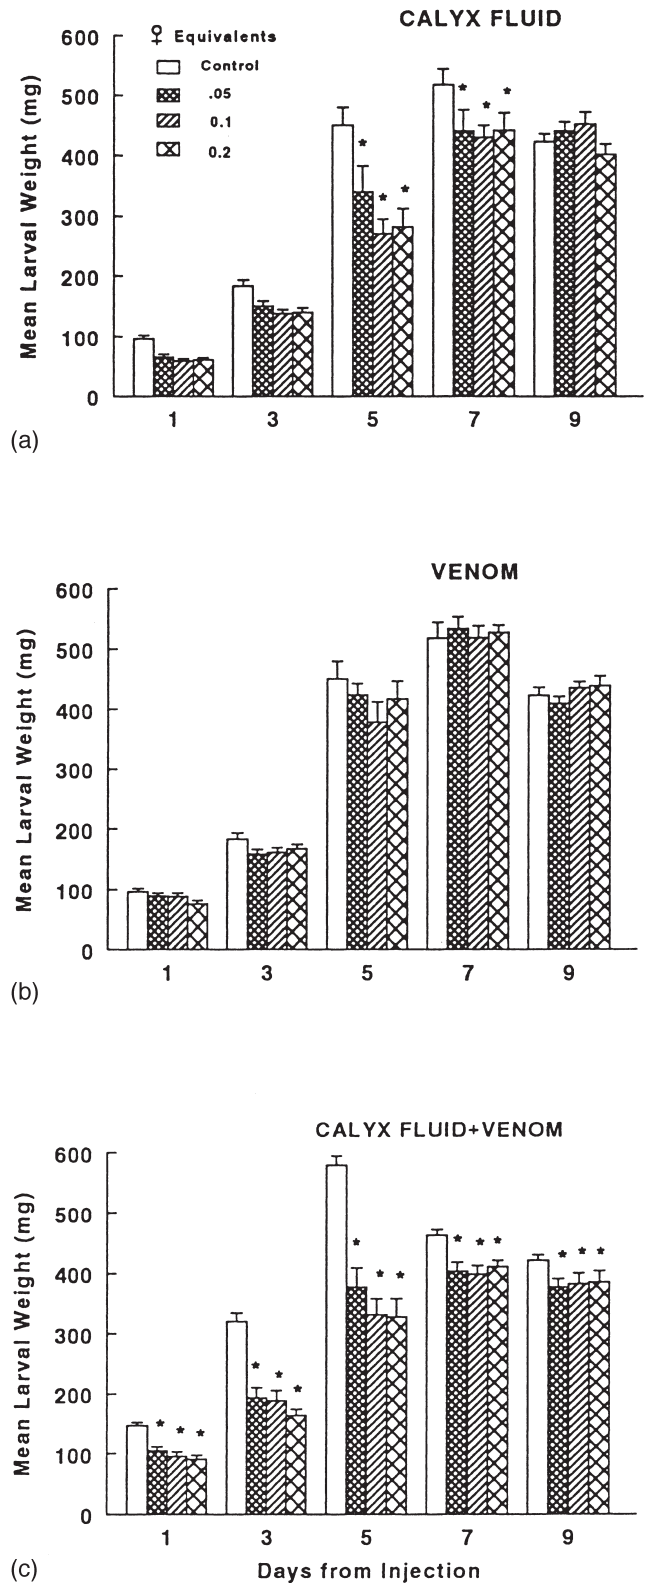 CALYX FLUID
♀ Equivalents
Control
.05
0.1
0.2
Mean Larval Weight (mg)
600
500
400
300
200
100
0
* * * * * *
1 3 5 7 9
(a)
VENOM
Mean Larval Weight (mg)
600
500
400
300
200
100
0
1 3 5 7 9
(b)
CALYX FLUID+VENOM
Mean Larval Weight (mg)
600
500
400
300
200
100
0
* * * * * * * * * * * * * * *
1 3 5 7 9
(c)
Days from Injection